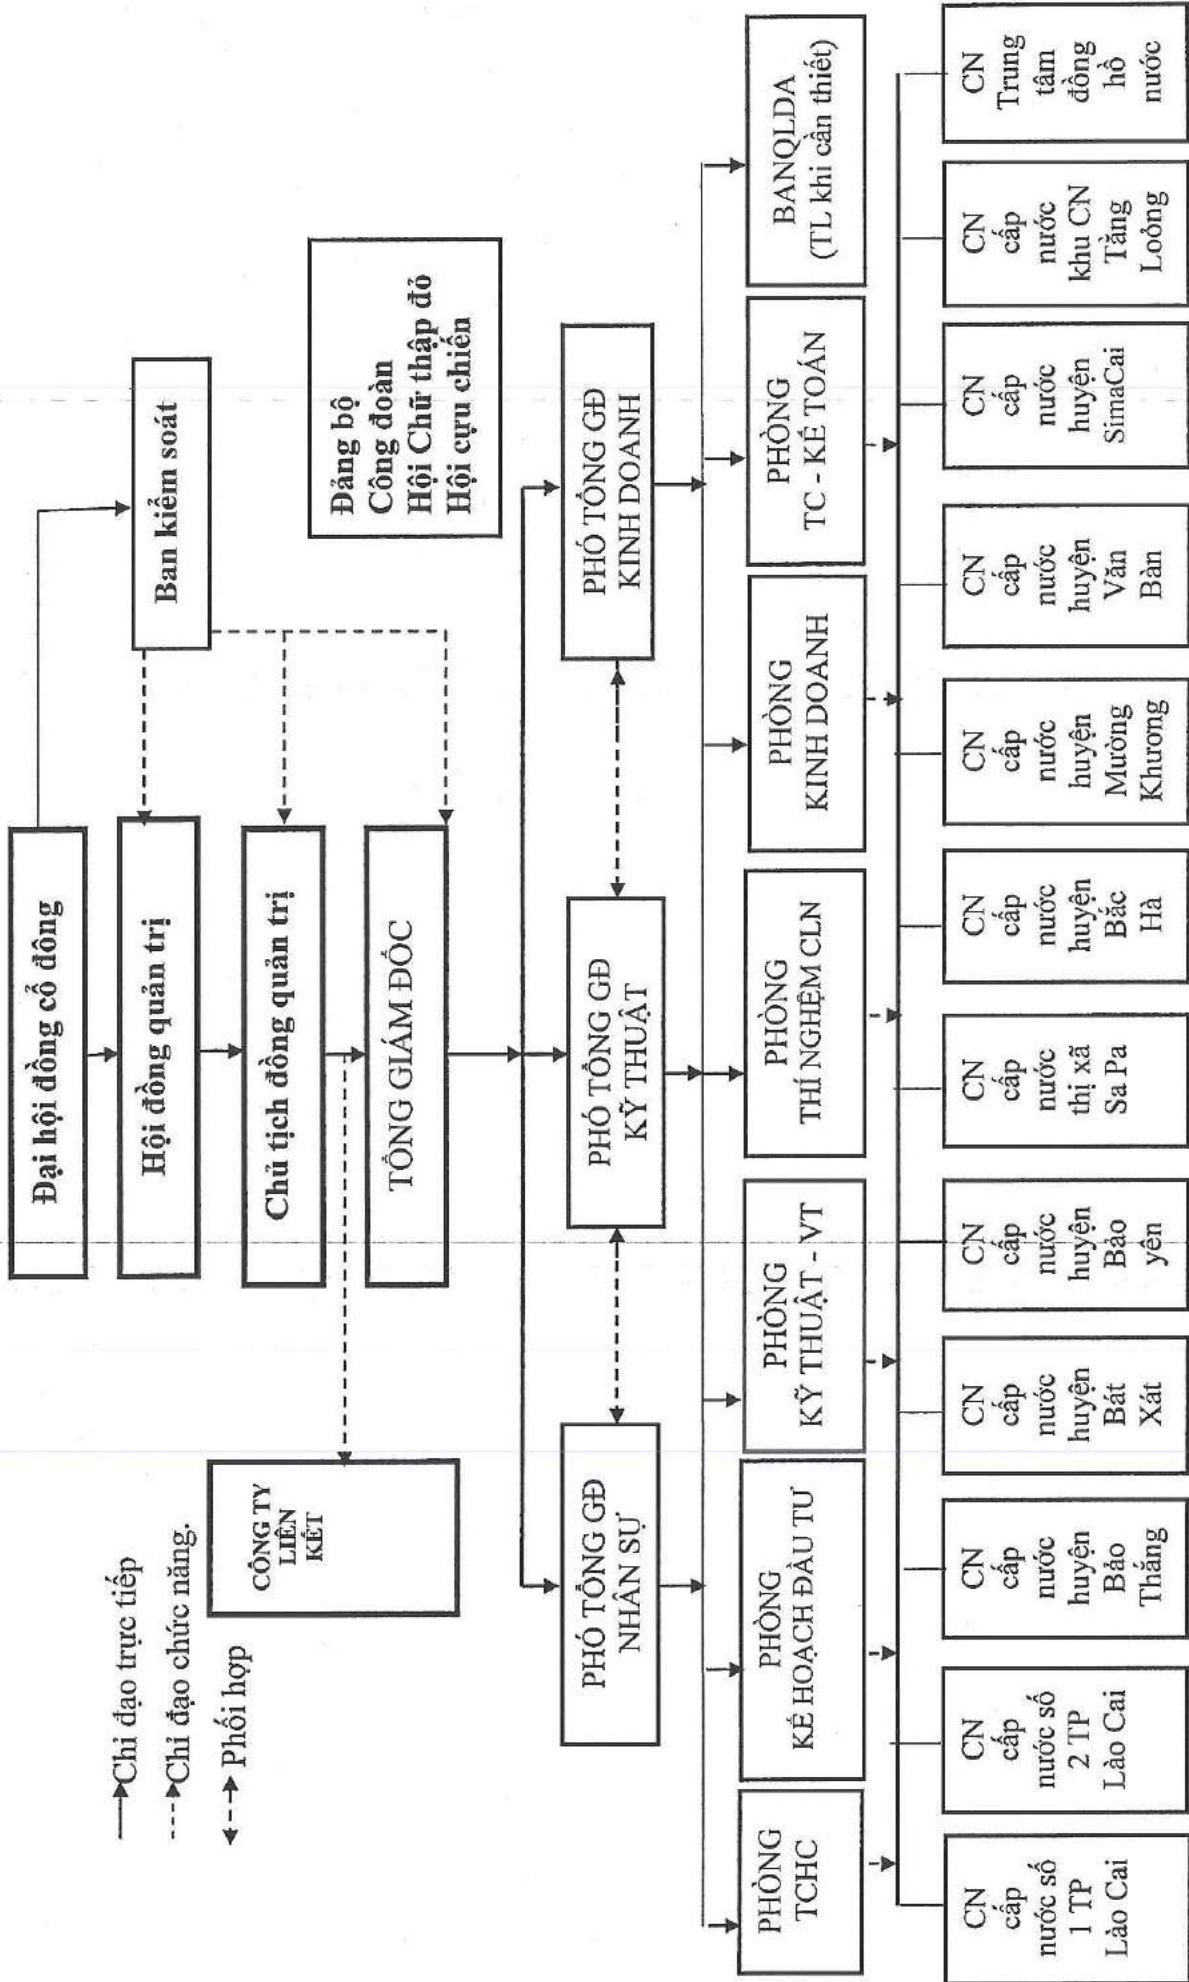 Đại hội đồng cổ đông
Ban kiểm soát
Hội đồng quản trị
Chủ tịch đồng quản trị
TỔNG GIÁM ĐỐC
Chỉ đạo trực tiếp
Chỉ đạo chức năng.
Phối hợp
CÔNG TY
LIÊN
KẾT
Đảng bộ
Công đoàn
Hội Chữ thập đỏ
Hội cựu chiến
PHÓ TỔNG GĐ
NHÂN SỰ
PHÓ TỔNG GĐ
KỸ THUẬT
PHÓ TỔNG GĐ
KINH DOANH
PHÒNG
TCHC
PHÒNG
KẾ HOẠCH ĐẦU TƯ
PHÒNG
KỸ THUẬT - VT
PHÒNG
THÍ NGHỆM CLN
PHÒNG
KINH DOANH
PHÒNG
TC - KẾ TOÁN
BANQLDA
(TL khi cần thiết)
CN
cấp
nước số
1 TP
Lào Cai
CN
cấp
nước số
2 TP
Lào Cai
CN
cấp
nước
huyện
Bảo
Thắng
CN
cấp
nước
huyện
Bát
Xát
CN
cấp
nước
huyện
Bảo
yên
CN
cấp
nước
thị xã
Sa Pa
CN
cấp
nước
huyện
Bắc
Hà
CN
cấp
nước
huyện
Mường
Khương
CN
cấp
nước
huyện
Văn
Bàn
CN
cấp
nước
huyện
SimaCai
CN
cấp
nước
khu CN
Tằng
Loỏng
CN
Trung
tâm
đồng
hồ
nước